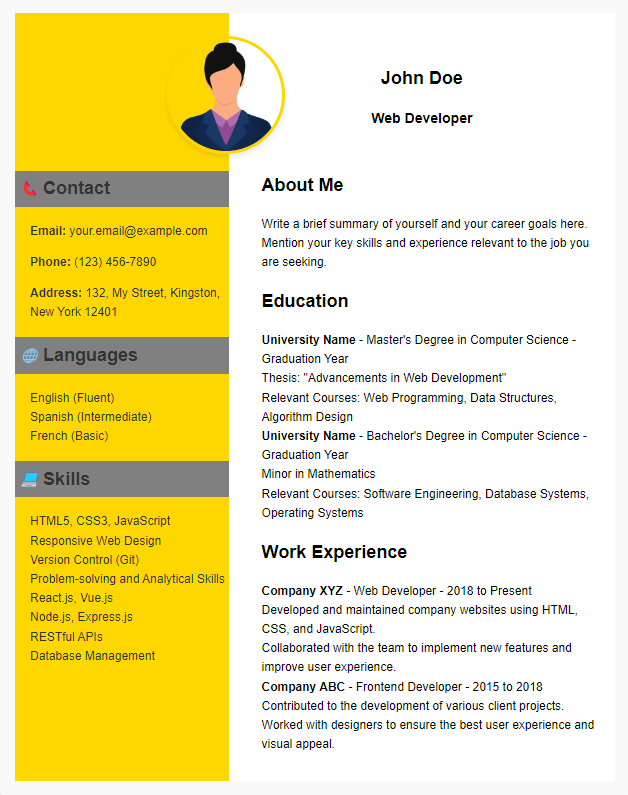 John Doe
Web Developer
Contact
Email: your.email@example.com
Phone: (123) 456-7890
Address: 132, My Street, Kingston,
New York 12401
Languages
English (Fluent)
Spanish (Intermediate)
French (Basic)
Skills
HTML5, CSS3, JavaScript
Responsive Web Design
Version Control (Git)
Problem-solving and Analytical Skills
React.js, Vue.js
Node.js, Express.js
RESTful APIs
Database Management
About Me
Write a brief summary of yourself and your career goals here.
Mention your key skills and experience relevant to the job you
are seeking.
Education
University Name - Master's Degree in Computer Science -
Graduation Year
Thesis: "Advancements in Web Development"
Relevant Courses: Web Programming, Data Structures,
Algorithm Design
University Name - Bachelor's Degree in Computer Science -
Graduation Year
Minor in Mathematics
Relevant Courses: Software Engineering, Database Systems,
Operating Systems
Work Experience
Company XYZ - Web Developer - 2018 to Present
Developed and maintained company websites using HTML,
CSS, and JavaScript.
Collaborated with the team to implement new features and
improve user experience.
Company ABC - Frontend Developer - 2015 to 2018
Contributed to the development of various client projects.
Worked with designers to ensure the best user experience and
visual appeal.